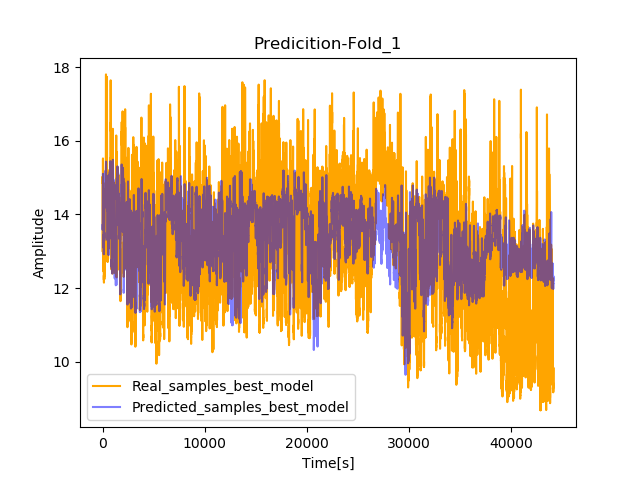 Predicition-Fold_1
18
16
14
12
10
Amplitude
Real_samples_best_model
Predicted_samples_best_model
0
10000
20000
30000
40000
Time[s]